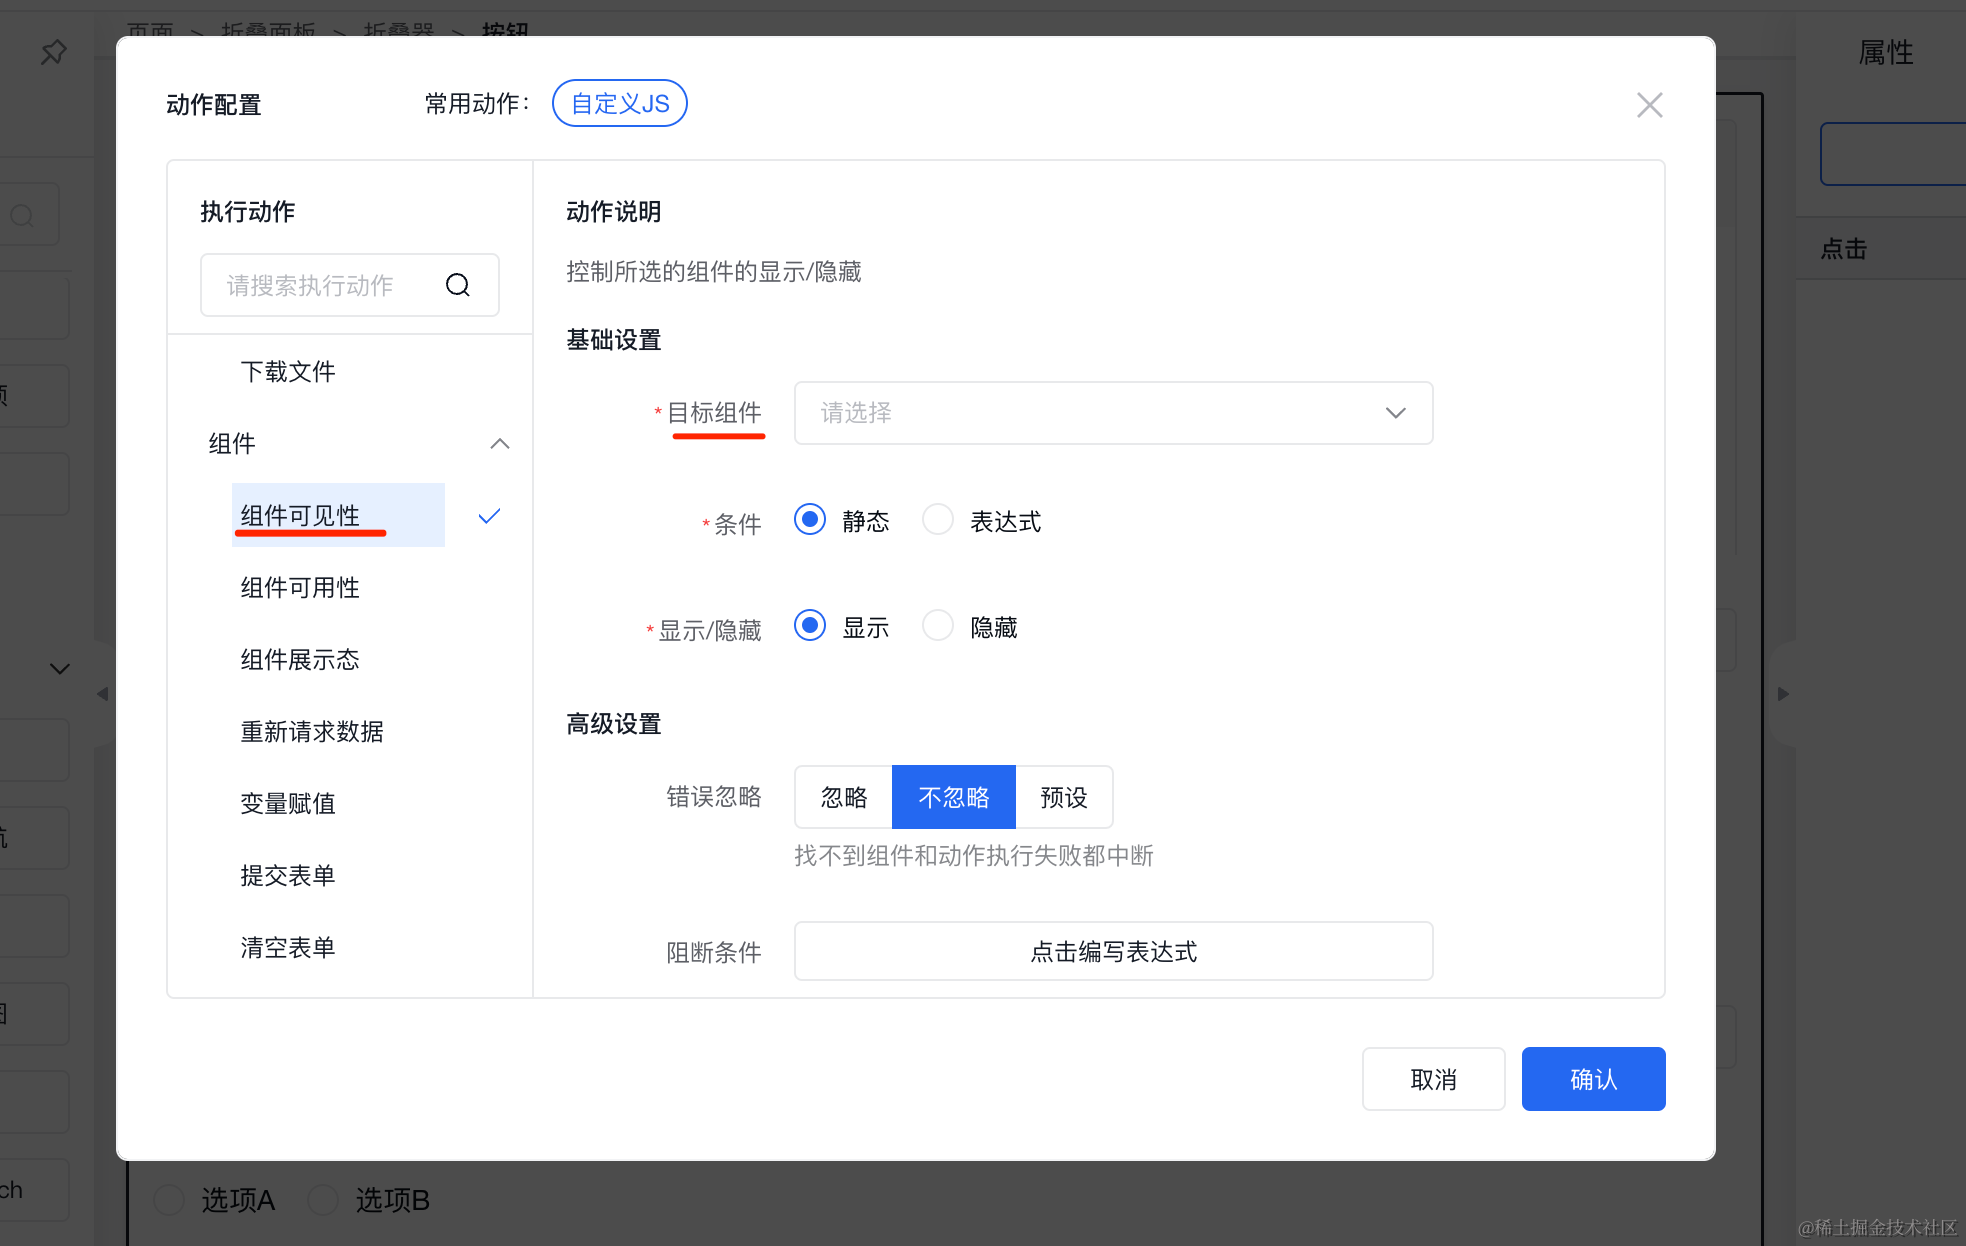 页面 > 折叠面板 > 折叠器 > 按钮
属性
动作配置
常用动作：
自定义JS
执行动作
请搜索执行动作
下载文件
组件
组件可见性
组件可用性
组件展示态
重新请求数据
变量赋值
提交表单
清空表单
动作说明
控制所选的组件的显示/隐藏
基础设置
*目标组件
请选择
*条件
静态
表达式
*显示/隐藏
显示
隐藏
高级设置
错误忽略
忽略
不忽略
预设
找不到组件和动作执行失败都中断
阻断条件
点击编写表达式
取消
确认
点击
ch
选项A
选项B
@稀土掘金技术社区